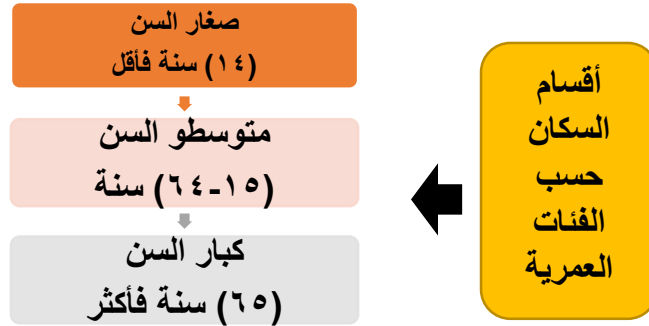 أقسام
السكان
حسب
الفئات
العمرية
صغار السن
(١٤) سنة فأقل
متوسطو السن
(١٥-٦٤) سنة
كبار السن
(٦٥) سنة فأكثر